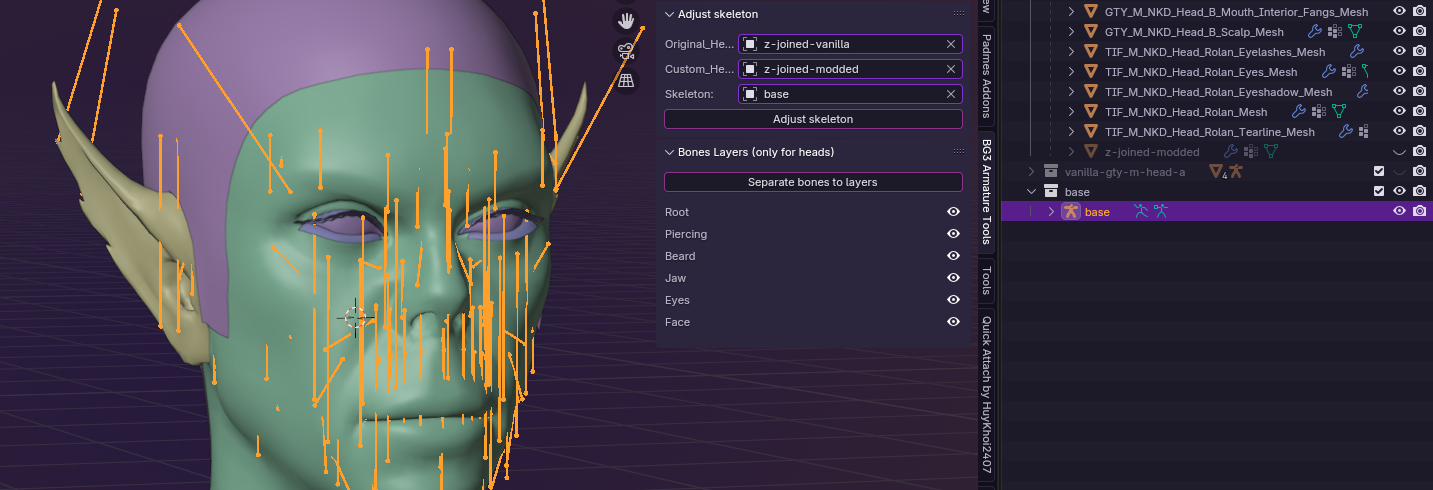 Adjust skeleton
Original_He... z-joined-vanilla
Custom_He... z-joined-modded
Skeleton: base
Adjust skeleton
Bones Layers (only for heads)
Separate bones to layers
Root
Piercing
Beard
Jaw
Eyes
Face
ew
Padmes Addons
BG3 Armature Tools
Tools
Quick Attach by HuyKhoi2407
GTY_M_NKD_Head_B_Mouth_Interior_Fangs_Mesh
GTY_M_NKD_Head_B_Scalp_Mesh
TIF_M_NKD_Head_Rolan_Eyelashes_Mesh
TIF_M_NKD_Head_Rolan_Eyes_Mesh
TIF_M_NKD_Head_Rolan_Eyeshadow_Mesh
TIF_M_NKD_Head_Rolan_Mesh
TIF_M_NKD_Head_Rolan_Tearline_Mesh
z-joined-modded
vanilla-gty-m-head-a 4
base
base